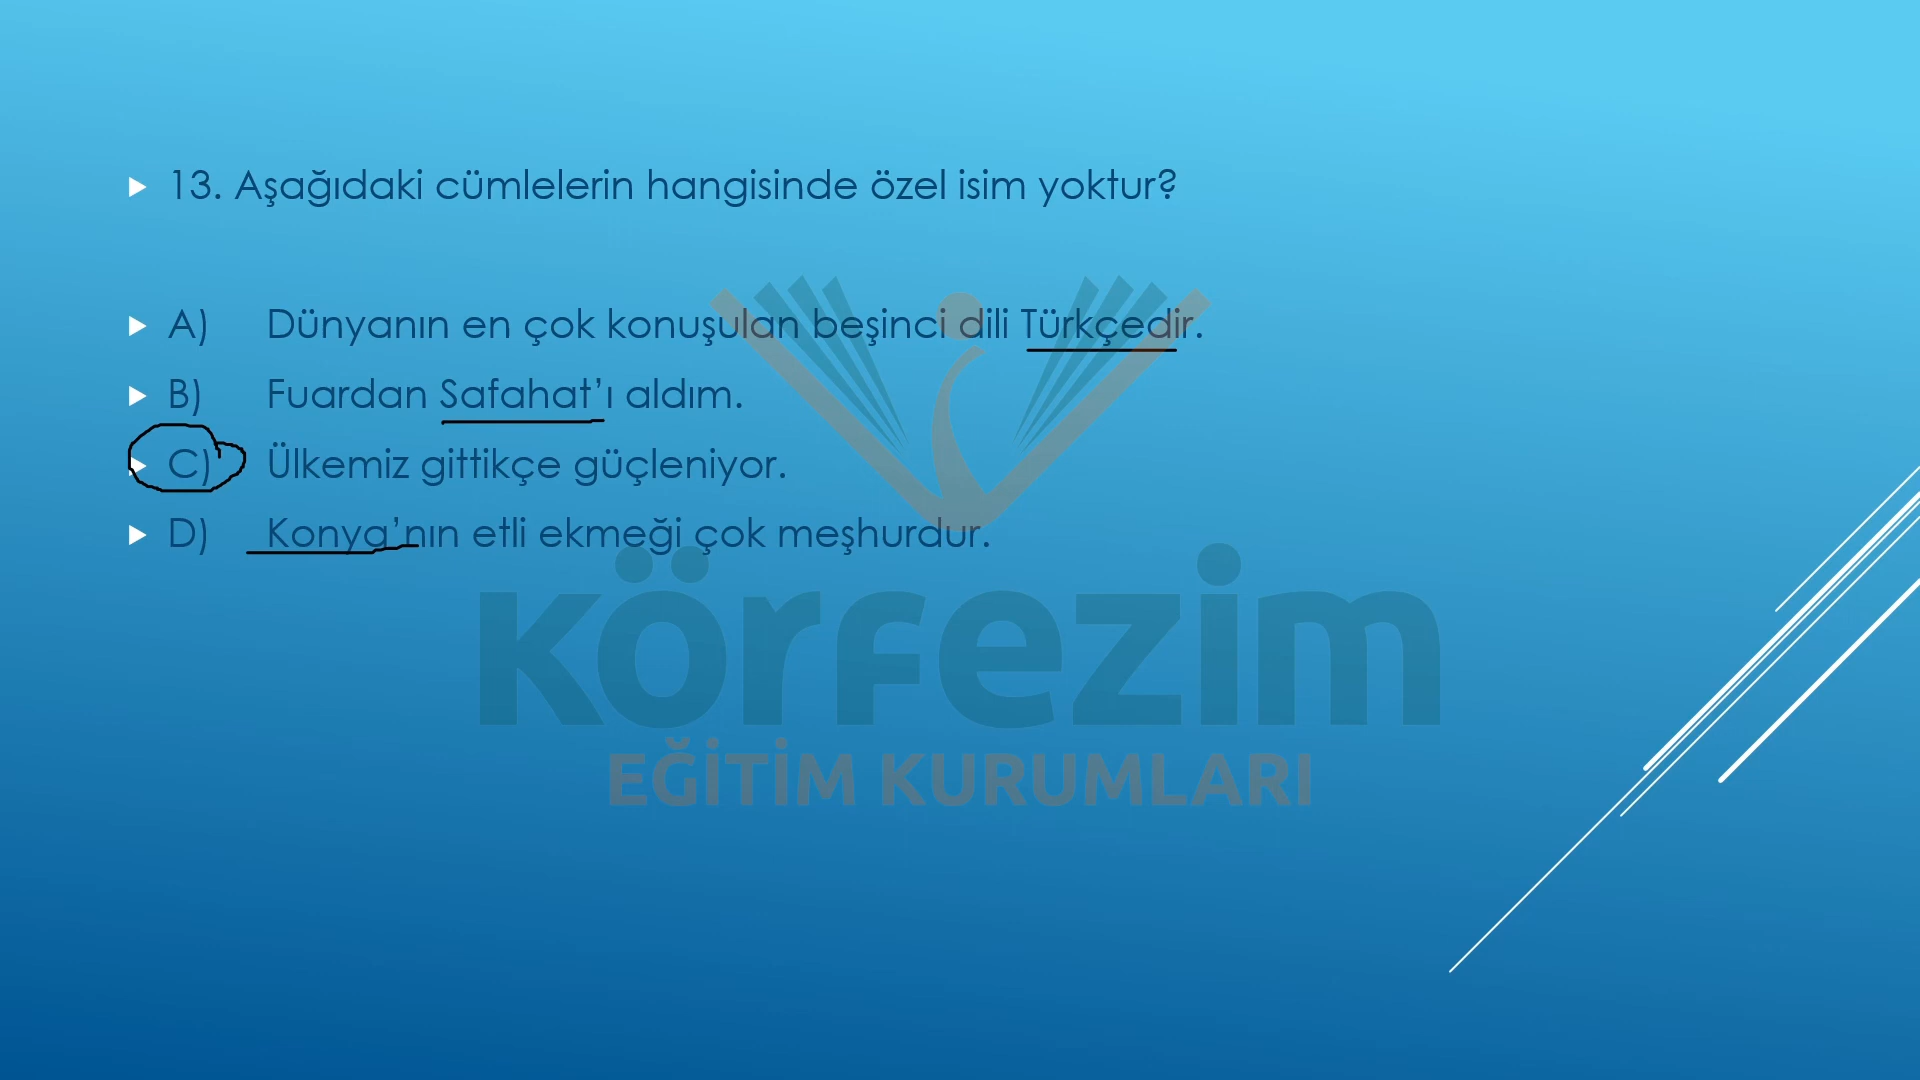 13. Aşağıdaki cümlelerin hangisinde özel isim yoktur?
A) Dünyanın en çok konuşulan beşinci dili Türkçedir.
B) Fuardan Safahat’ı aldım.
C) Ülkemiz gittikçe güçleniyor.
D) Konya’nın etli ekmeği çok meşhurdur.
KÖRFEZİM
EĞİTİM KURUMLARI